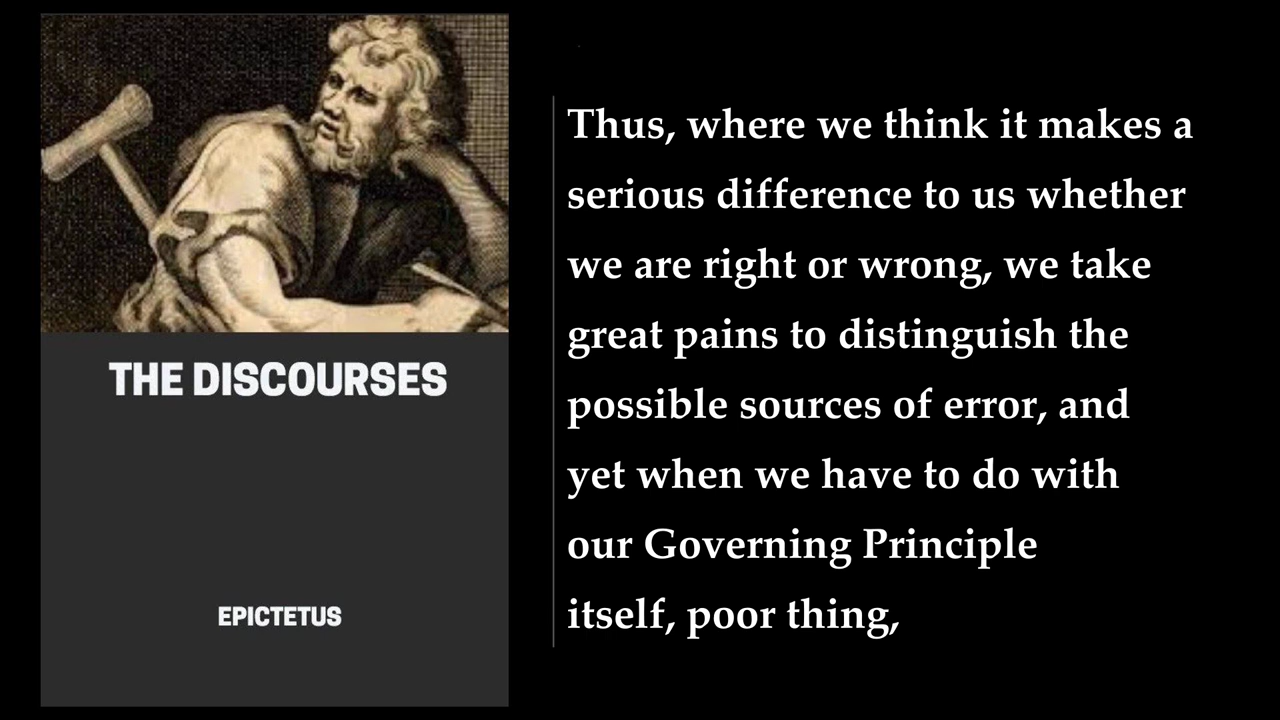 THE DISCOURSES
EPICTETUS
Thus, where we think it makes a
serious difference to us whether
we are right or wrong, we take
great pains to distinguish the
possible sources of error, and
yet when we have to do with
our Governing Principle
itself, poor thing,